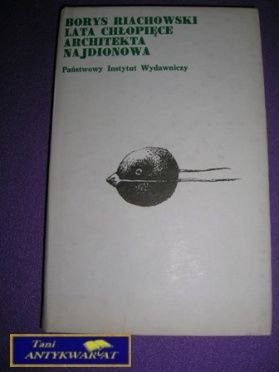 BORYS RIACHOWSKI
LATA CHŁOPIĘCE
ARCHITEKTA
NAJDIONOWA
Państwowy Instytut Wydawniczy
Tani
ANTYKWARIAT